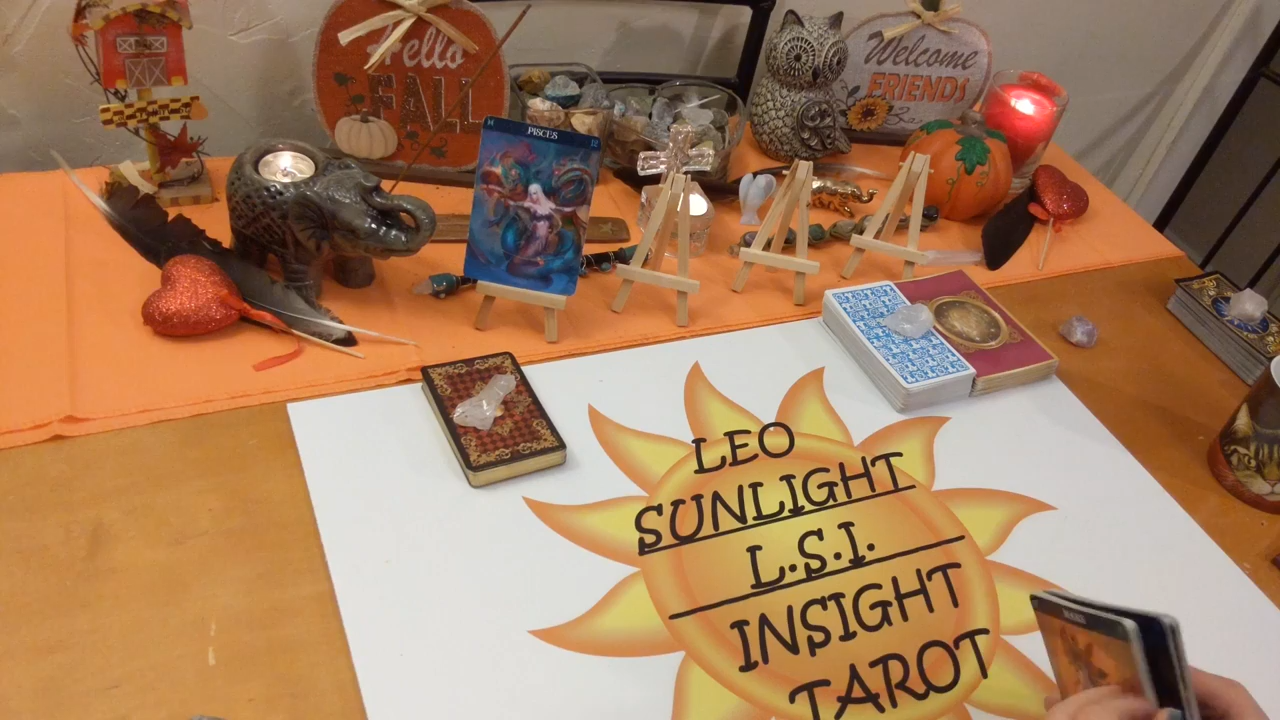 Hello
FALL
Welcome
FRIENDS
PISCES
LEO
SUNLIGHT
L.S.I.
INSIGHT
TAROT